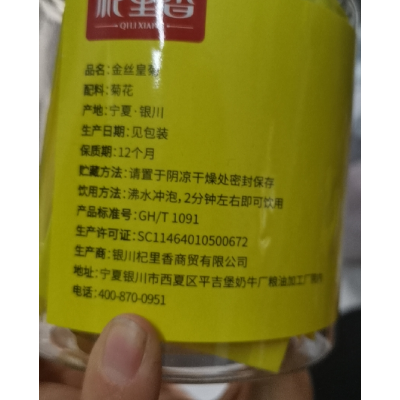 杞里香
QILIXIANG
品名：金丝皇菊
配料：菊花
产地：宁夏·银川
生产日期：见包装
保质期：12个月
贮藏方法：请置于阴凉干燥处密封保存
饮用方法：沸水冲泡，2分钟左右即可饮用
产品标准号：GH/T 1091
生产许可证：SC11464010500672
生产商：银川杞里香商贸有限公司
地址：宁夏银川市西夏区平吉堡奶牛厂粮油加工厂院内
电话：400-870-0951